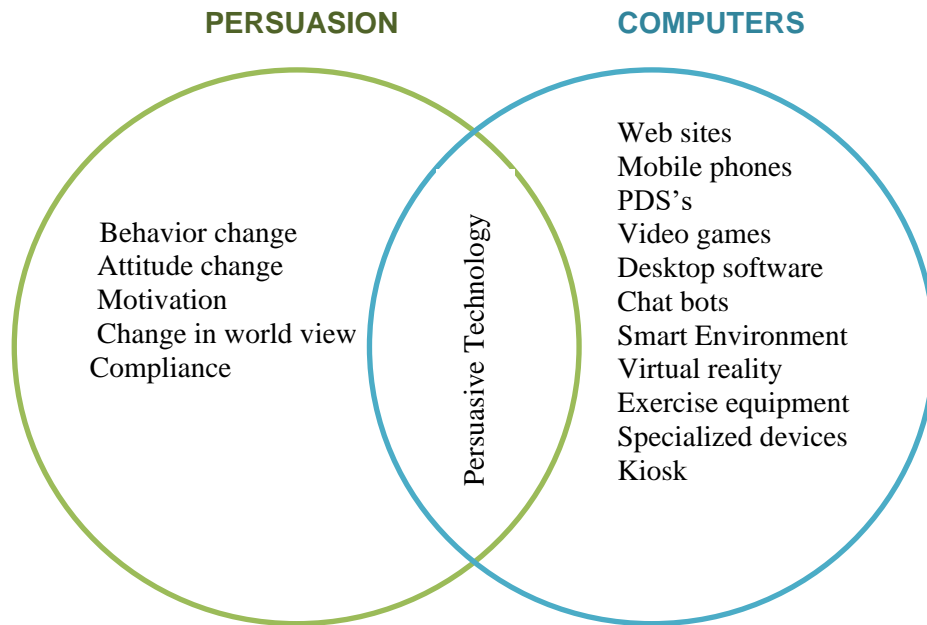 PERSUASION
COMPUTERS
Behavior change
Attitude change
Motivation
Change in world view
Compliance
Persuasive Technology
Web sites
Mobile phones
PDS’s
Video games
Desktop software
Chat bots
Smart Environment
Virtual reality
Exercise equipment
Specialized devices
Kiosk